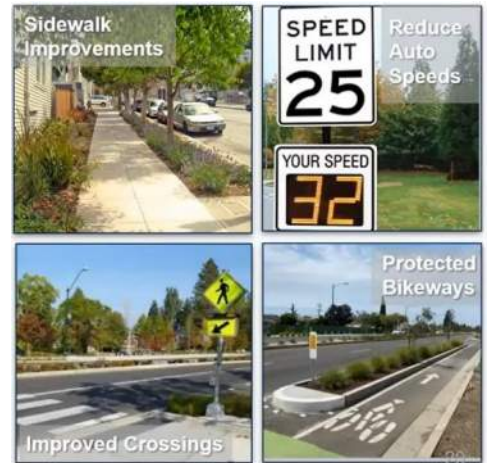 Sidewalk
Improvements
SPEED
LIMIT
25
YOUR SPEED
32
Reduce
Auto
Speeds
Improved Crossings
Protected
Bikeways